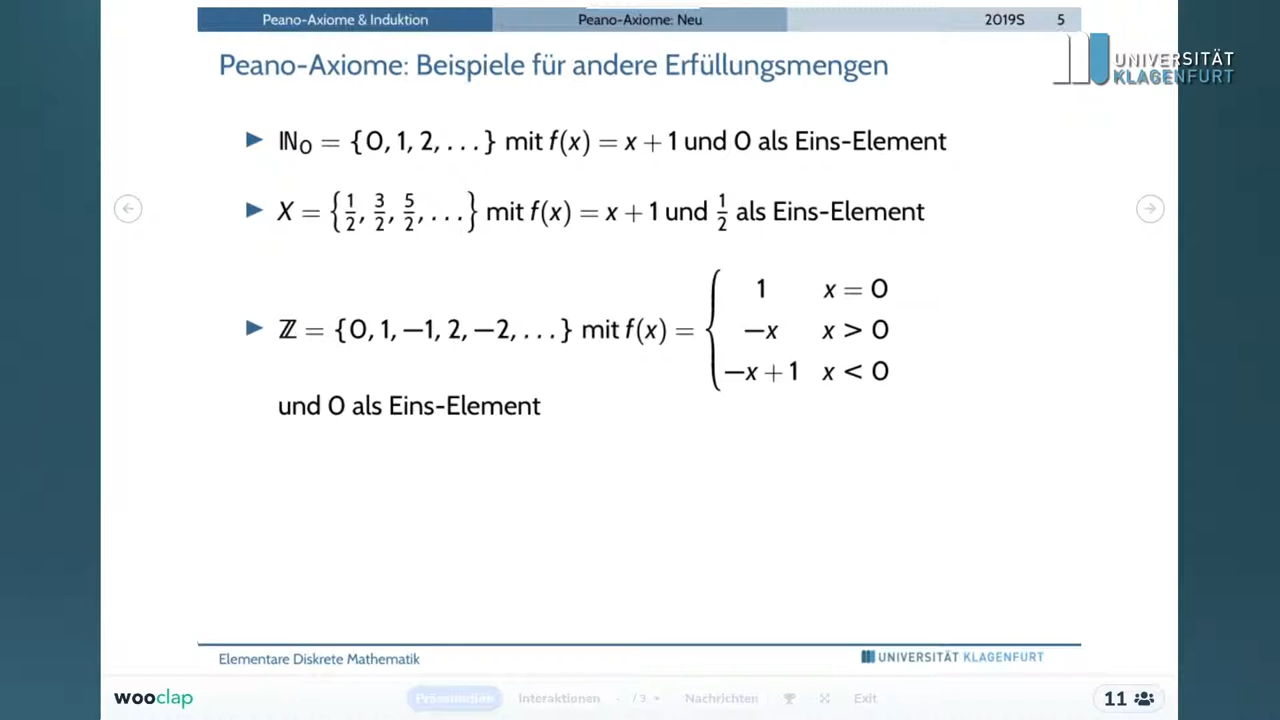 Peano-Axiome & Induktion Peano-Axiome: Neu 2019S 5
Peano-Axiome: Beispiele für andere Erfüllungsmengen
UNIVERSITÄT
KLAGENFURT
► ℕ₀ = {0, 1, 2, . . . } mit f(x) = x + 1 und 0 als Eins-Element
► X = {1/2, 3/2, 5/2, . . .} mit f(x) = x + 1 und 1/2 als Eins-Element
► ℤ = {0, 1, −1, 2, −2, . . . } mit f(x) = {
1 x = 0
−x x > 0
−x + 1 x < 0
und 0 als Eins-Element
Elementare Diskrete Mathematik UNIVERSITÄT KLAGENFURT
wooclap Präsentation Interaktionen - / 3 Nachrichten Exit 11